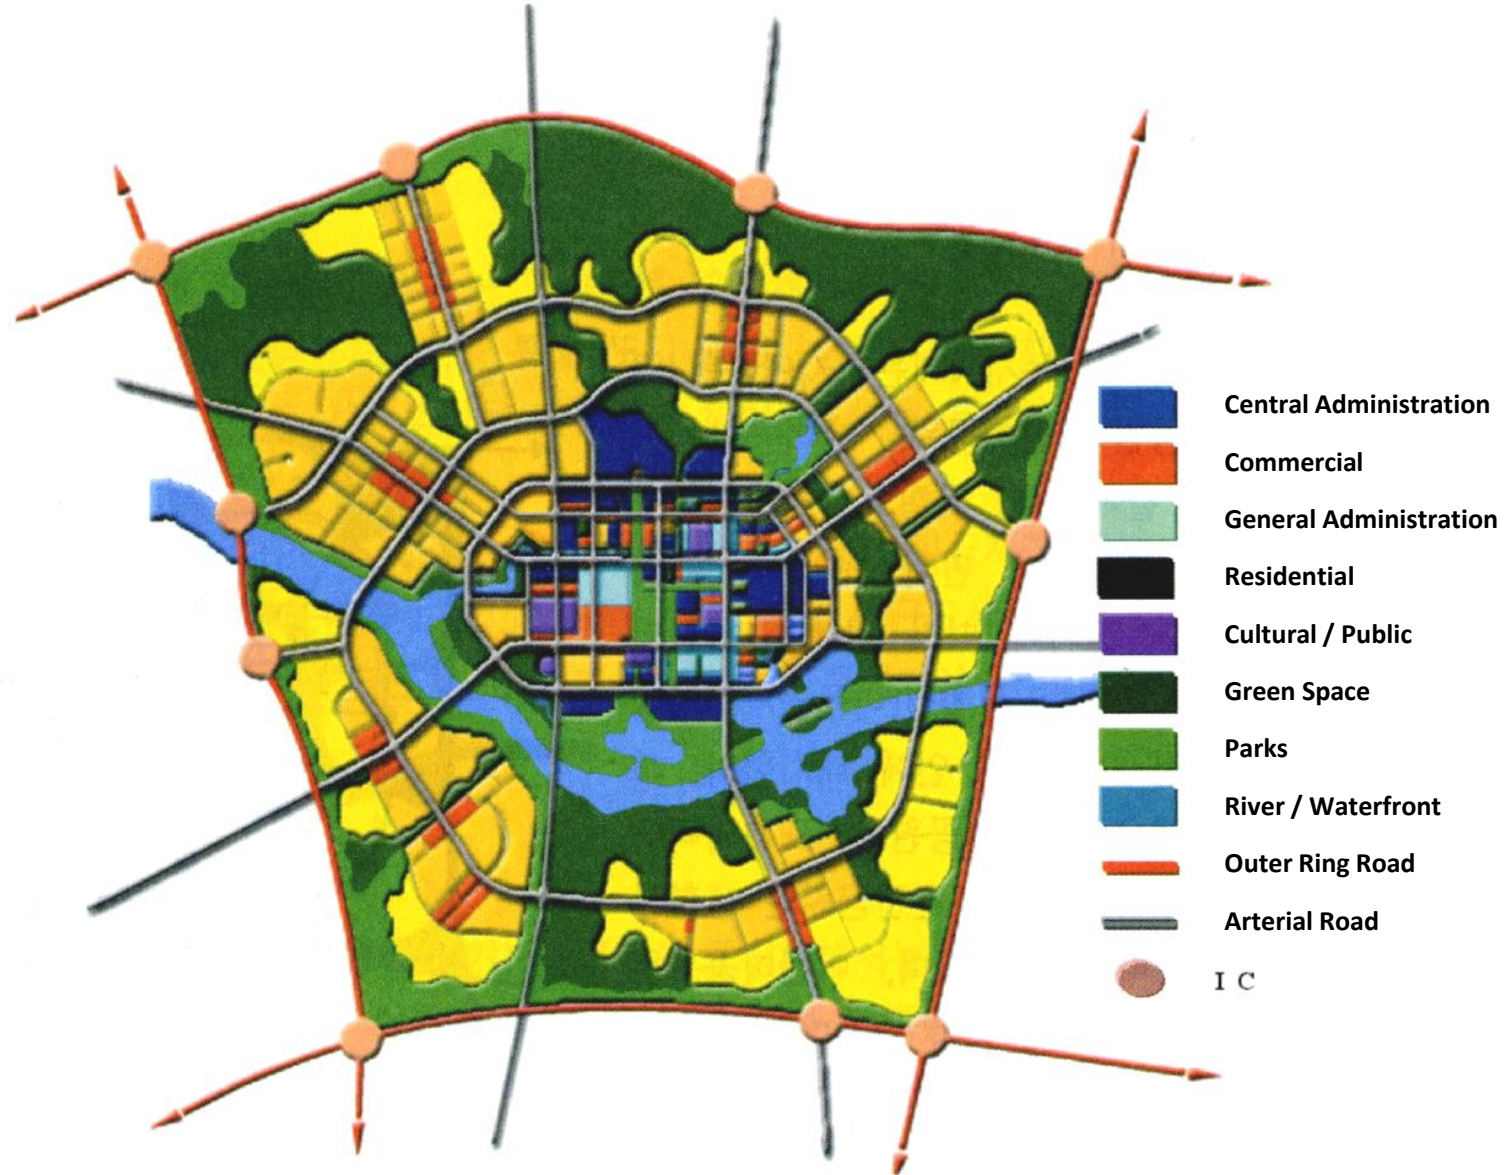 Central Administration
Commercial
General Administration
Residential
Cultural / Public
Green Space
Parks
River / Waterfront
Outer Ring Road
Arterial Road
I C